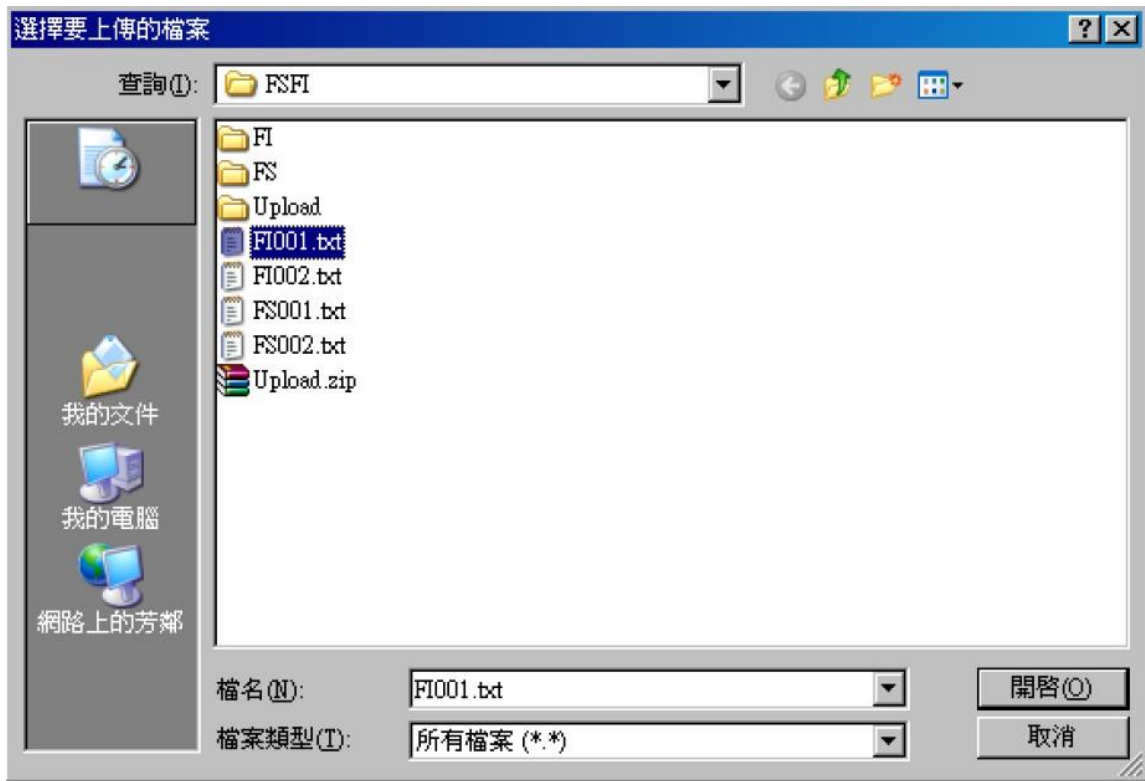 選擇要上傳的檔案
查詢(I):
FSFI
FI
FS
Upload
FI001.txt
FI002.txt
FS001.txt
FS002.txt
Upload.zip
我的文件
我的電腦
網路上的芳鄰
檔名(N):
FI001.txt
開啓(O)
檔案類型(T):
所有檔案 (*.*)
取消